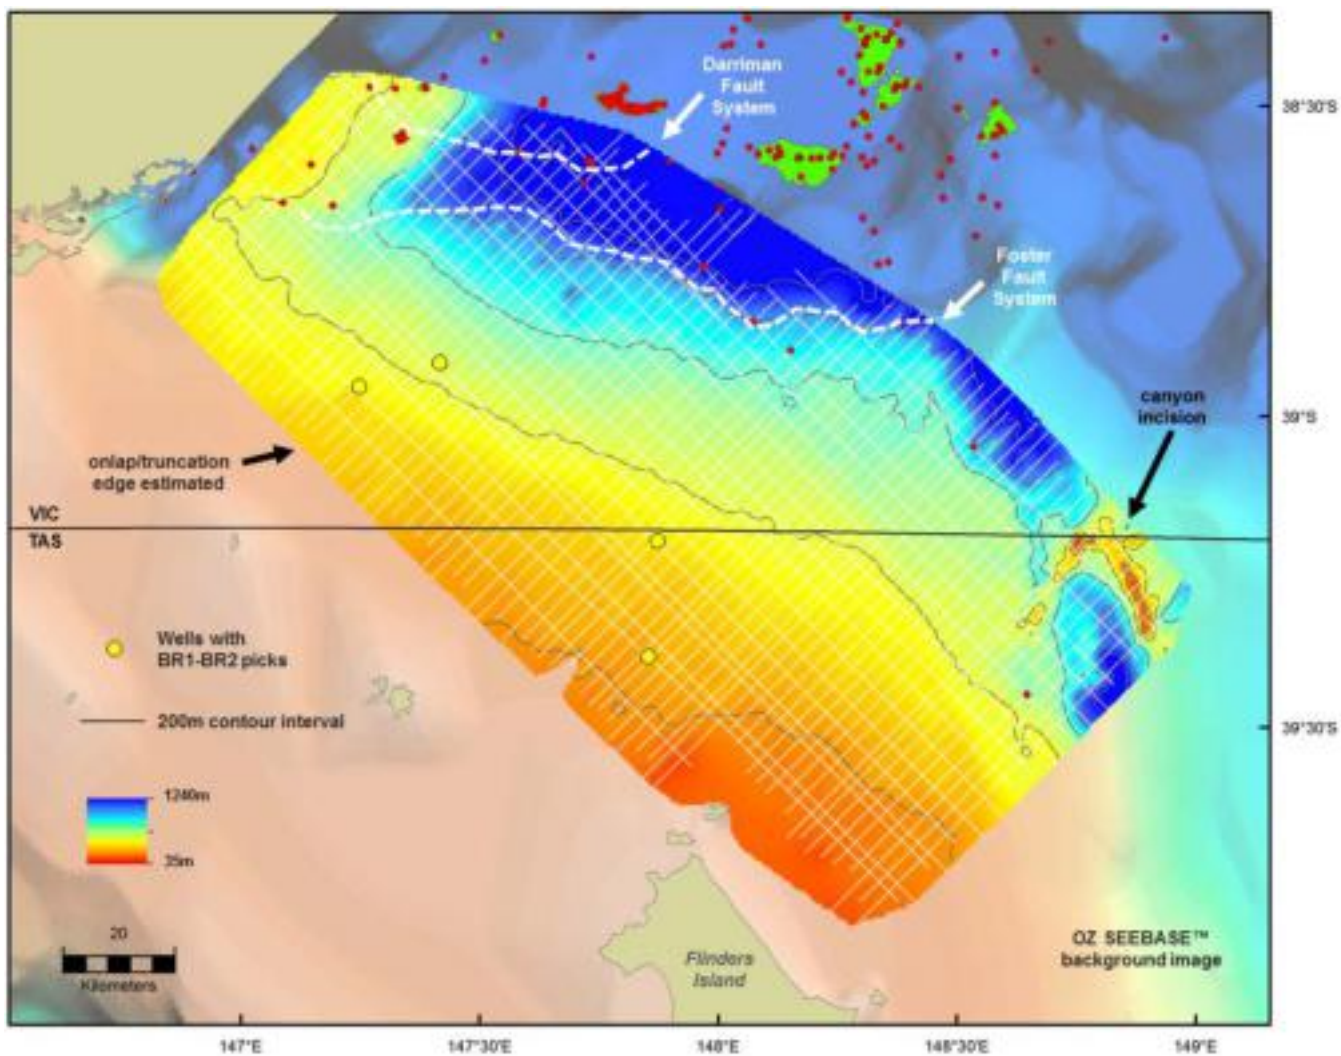 Darriman
Fault
System
38°30'S
Foster
Fault
System
canyon
incision
39°S
onlap/truncation
edge estimated
VIC
TAS
Wells with
BR1-BR2 picks
200m contour interval
39°30'S
1240m
35m
20
Kilometers
Flinders
Island
OZ SEEBASE™
background image
147°E
147°30'E
148°E
148°30'E
149°E